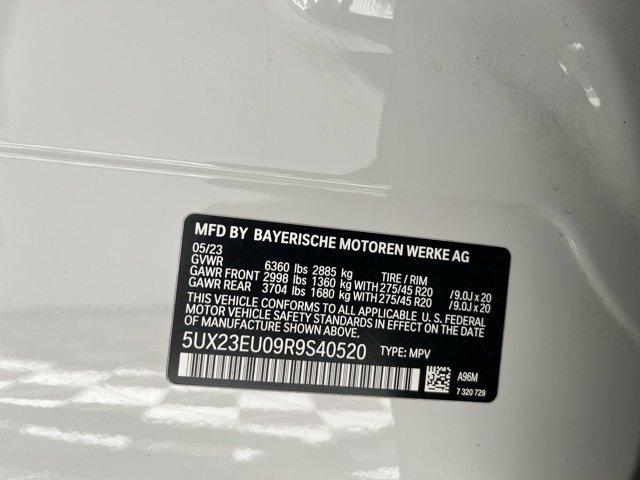 MFD BY BAYERISCHE MOTOREN WERKE AG
05/23
GVWR 6360 lbs 2885 kg TIRE / RIM
GAWR FRONT 2998 lbs 1360 kg WITH 275/45 R20 /9.0J x 20
GAWR REAR 3704 lbs 1680 kg WITH 275/45 R20 /9.0J x 20
THIS VEHICLE CONFORMS TO ALL APPLICABLE U. S. FEDERAL
MOTOR VEHICLE SAFETY STANDARDS IN EFFECT ON THE DATE OF
MANUFACTURE SHOWN ABOVE.
5UX23EU09R9S40520 TYPE: MPV
A96M
7 320 729